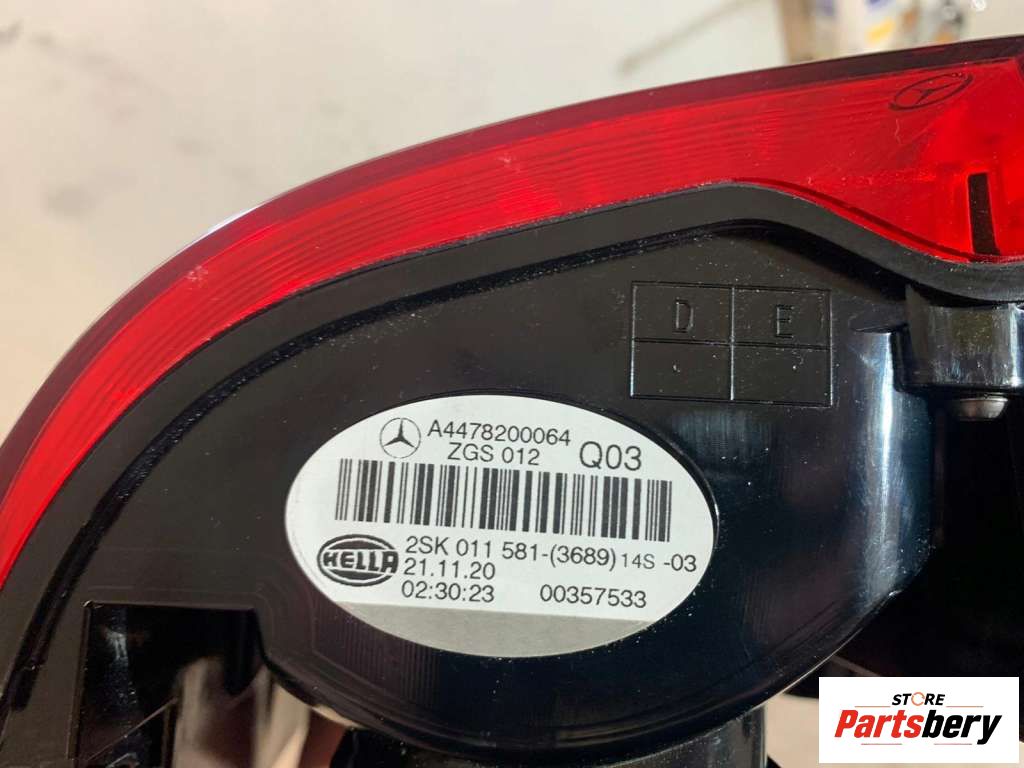 D E
A4478200064
ZGS 012 Q03
HELLA
2SK 011 581-(3689) 14S -03
21.11.20
02:30:23 00357533
STORE
Partsbery